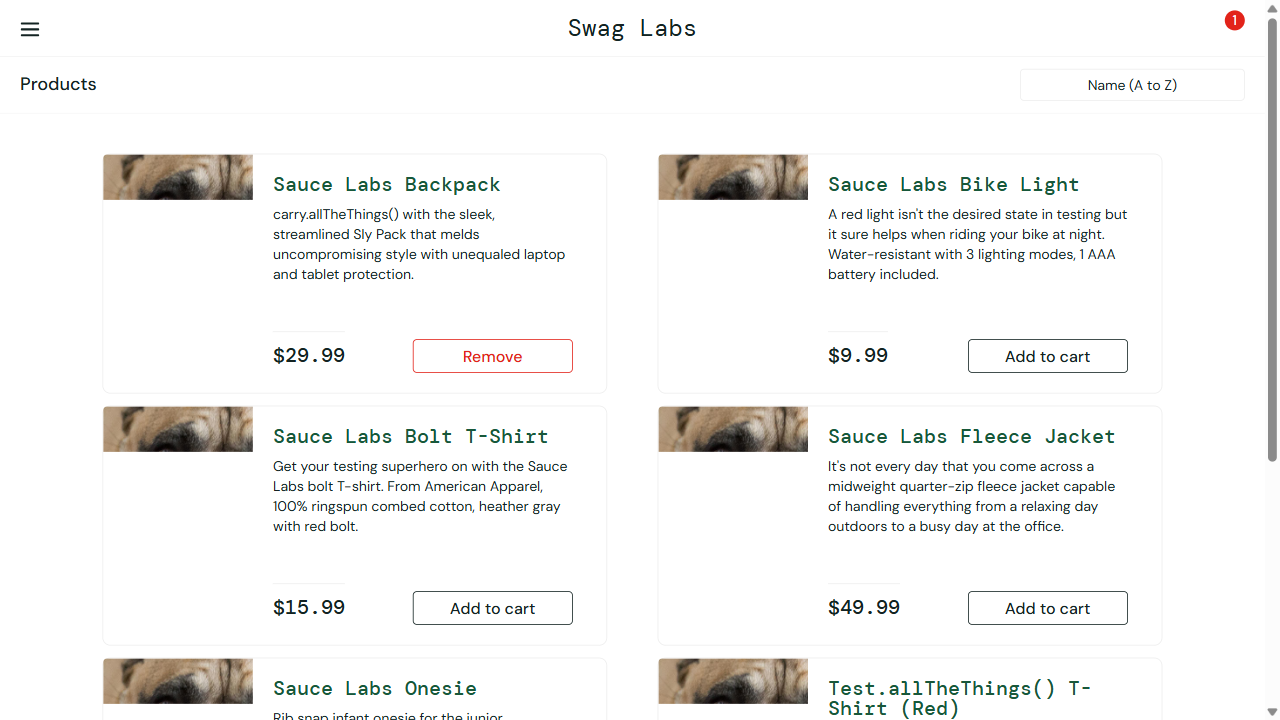 Swag Labs
1
Products
Name (A to Z)
Sauce Labs Backpack
carry.allTheThings() with the sleek,
streamlined Sly Pack that melds
uncompromising style with unequaled laptop
and tablet protection.
$29.99
Remove
Sauce Labs Bike Light
A red light isn't the desired state in testing but
it sure helps when riding your bike at night.
Water-resistant with 3 lighting modes, 1 AAA
battery included.
$9.99
Add to cart
Sauce Labs Bolt T-Shirt
Get your testing superhero on with the Sauce
Labs bolt T-shirt. From American Apparel,
100% ringspun combed cotton, heather gray
with red bolt.
$15.99
Add to cart
Sauce Labs Fleece Jacket
It's not every day that you come across a
midweight quarter-zip fleece jacket capable
of handling everything from a relaxing day
outdoors to a busy day at the office.
$49.99
Add to cart
Sauce Labs Onesie
Rib snap infant onesie for the junior
Test.allTheThings() T-
Shirt (Red)